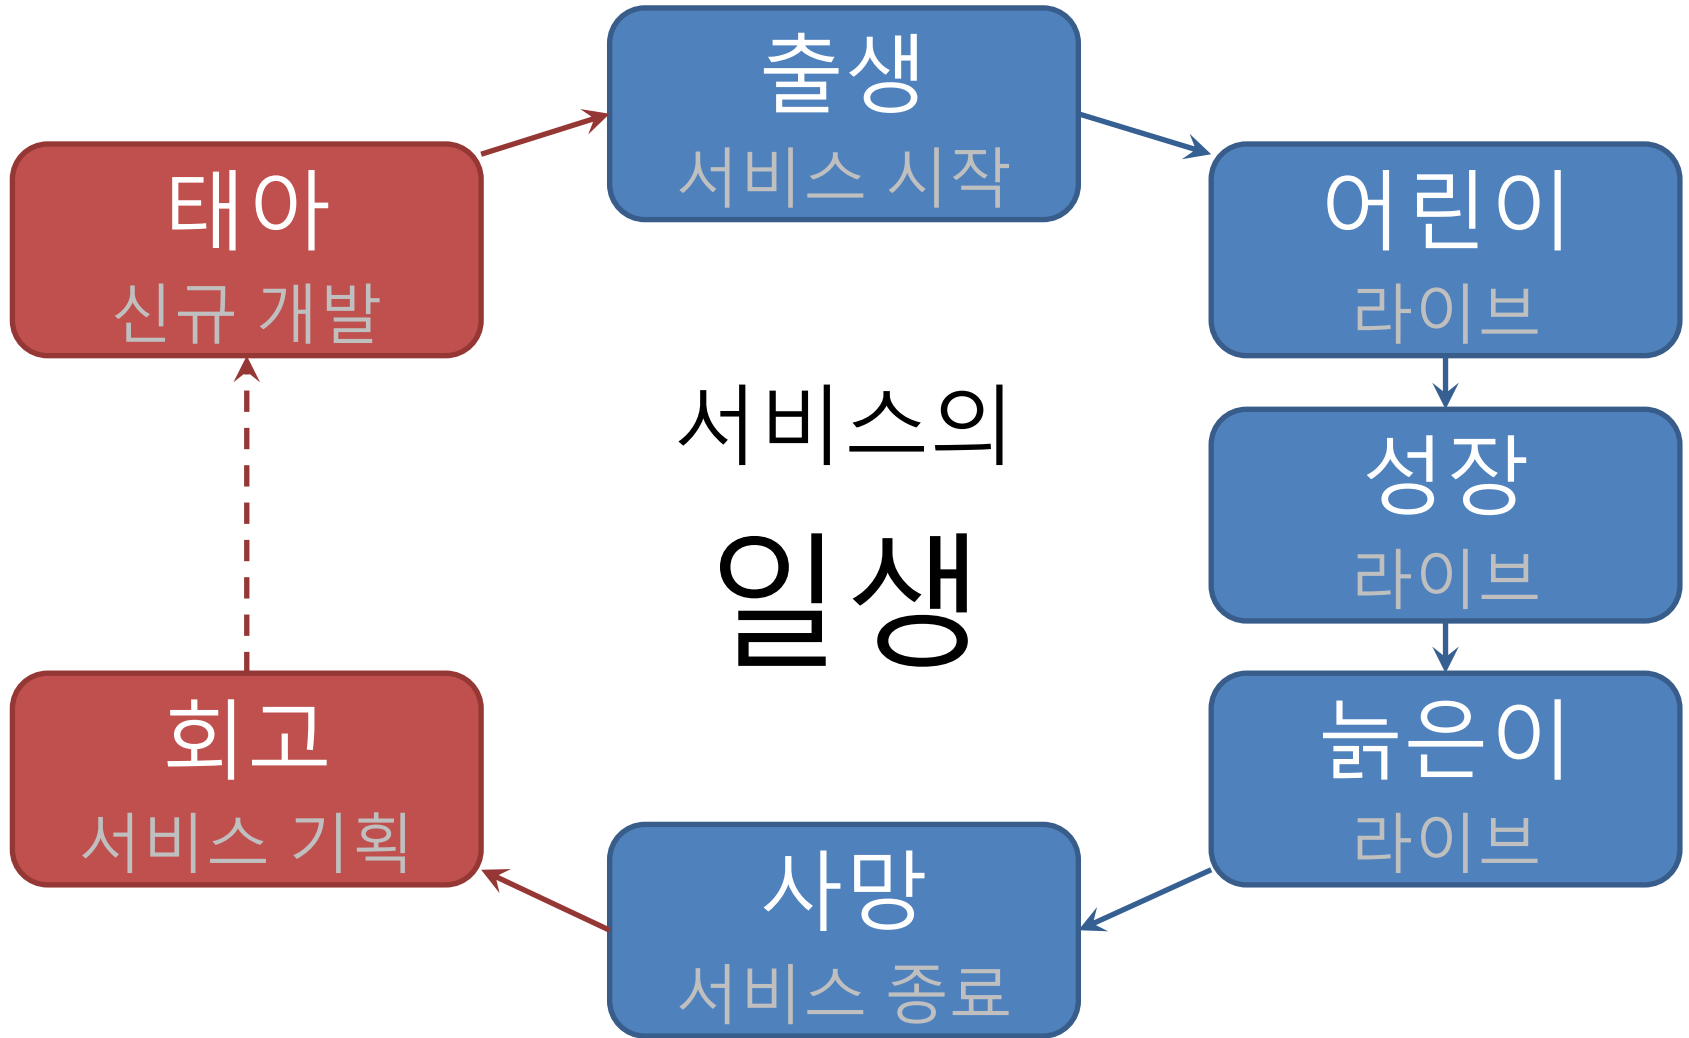 출생
서비스 시작
태아
신규 개발
어린이
라이브
서비스의
일생
성장
라이브
회고
서비스 기획
늙은이
라이브
사망
서비스 종료